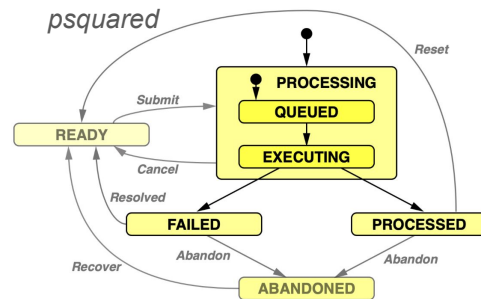 psquared
Reset
PROCESSING
Submit
QUEUED
READY
EXECUTING
Cancel
Resolved
FAILED
PROCESSED
Abandon
Abandon
Recover
ABANDONED